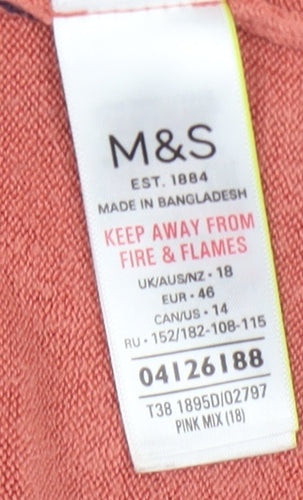 M&S
EST. 1884
MADE IN BANGLADESH
KEEP AWAY FROM
FIRE & FLAMES
UK/AUS/NZ • 18
EUR • 46
CAN/US • 14
RU • 152/182-108-115
04126188
T38 1895D/02797
PINK MIX (18)